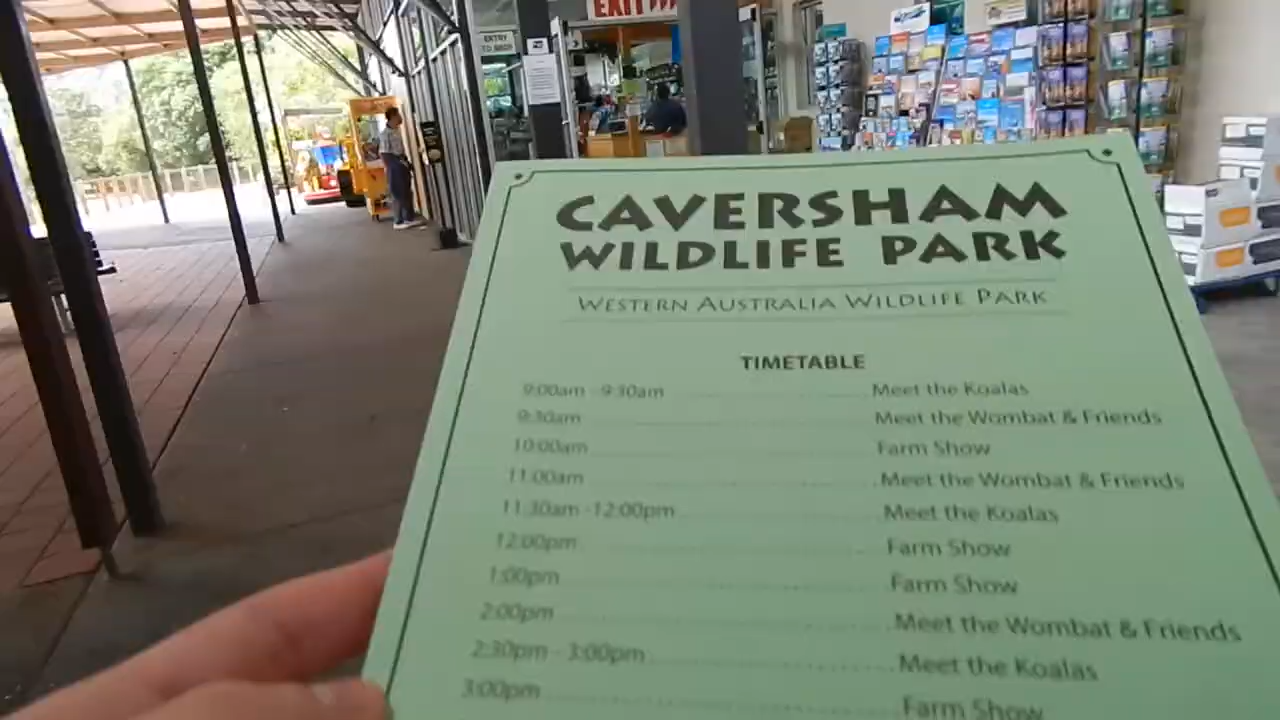 EXIT
ENTRY
CAVERSHAM
WILDLIFE PARK
WESTERN AUSTRALIA WILDLIFE PARK
TIMETABLE
9:00am - 9:30am Meet the Koalas
9:30am Meet the Wombat & Friends
10:00am Farm Show
11:00am Meet the Wombat & Friends
11:30am - 12:00pm Meet the Koalas
12:00pm Farm Show
1:00pm Farm Show
2:00pm Meet the Wombat & Friends
2:30pm - 3:00pm Meet the Koalas
3:00pm Farm Show